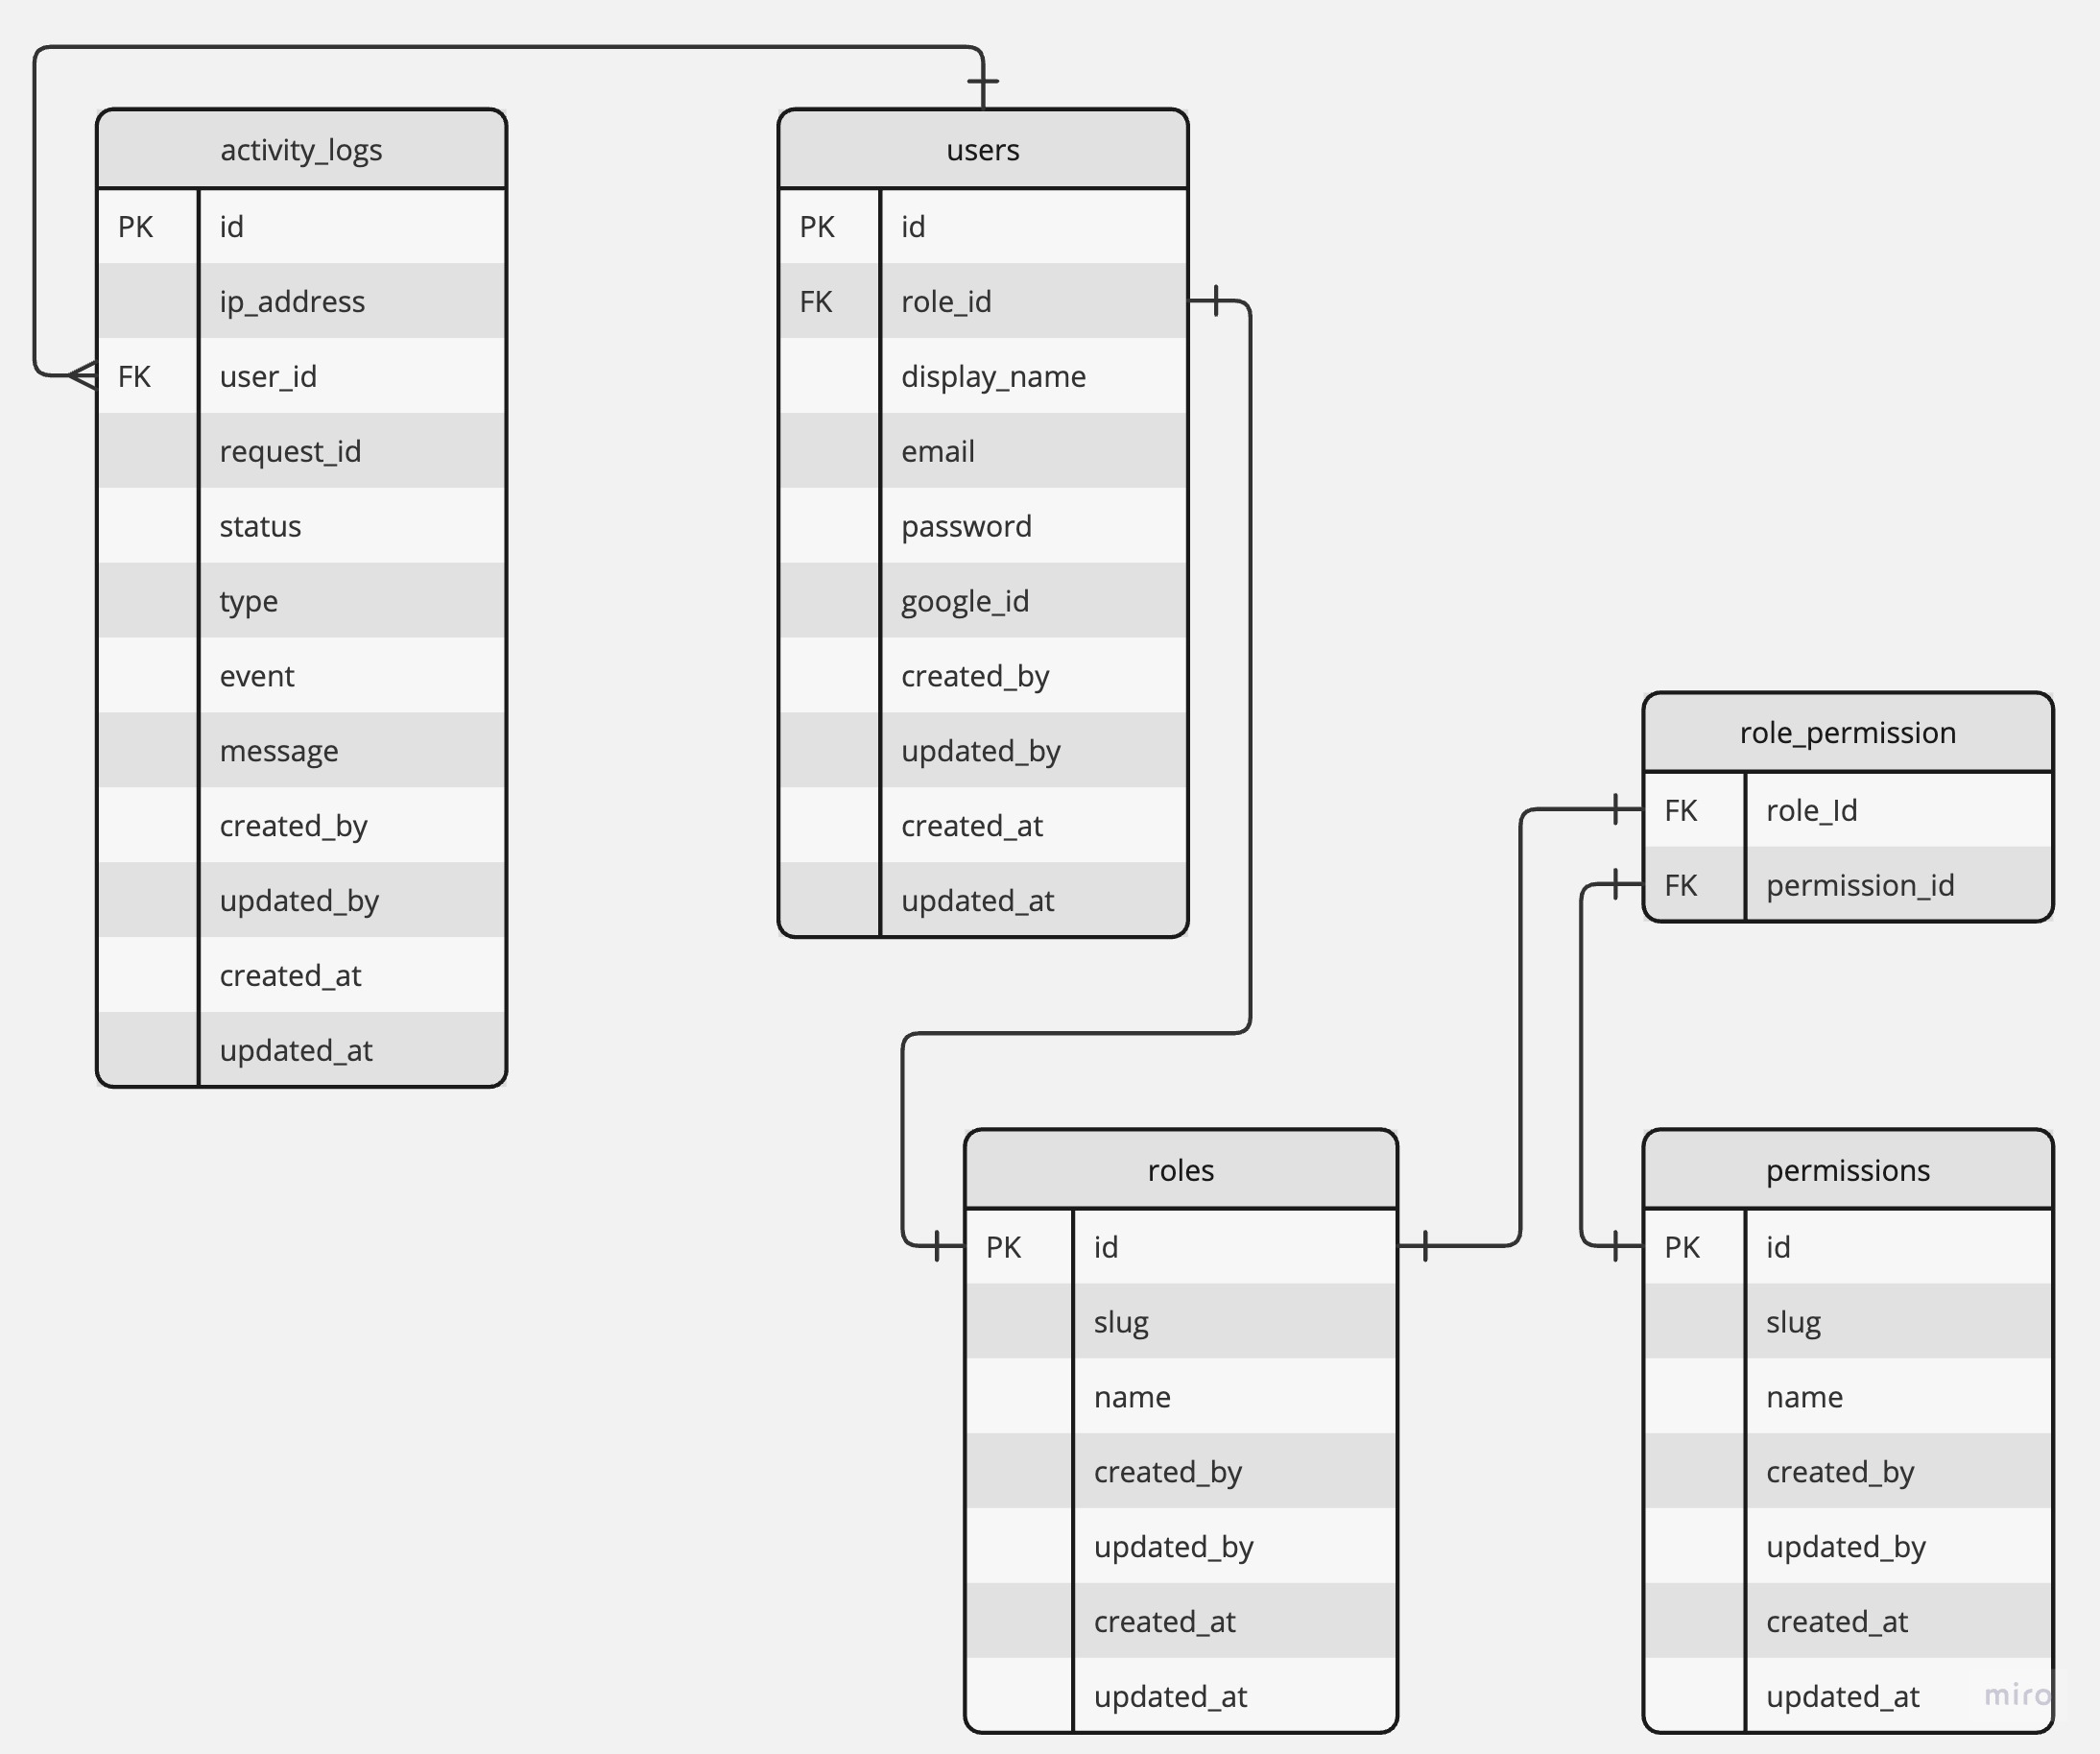 activity_logs
PK id
ip_address
FK user_id
request_id
status
type
event
message
created_by
updated_by
created_at
updated_at
users
PK id
FK role_id
display_name
email
password
google_id
created_by
updated_by
created_at
updated_at
role_permission
FK role_Id
FK permission_id
roles
PK id
slug
name
created_by
updated_by
created_at
updated_at
permissions
PK id
slug
name
created_by
updated_by
created_at
updated_at
miro